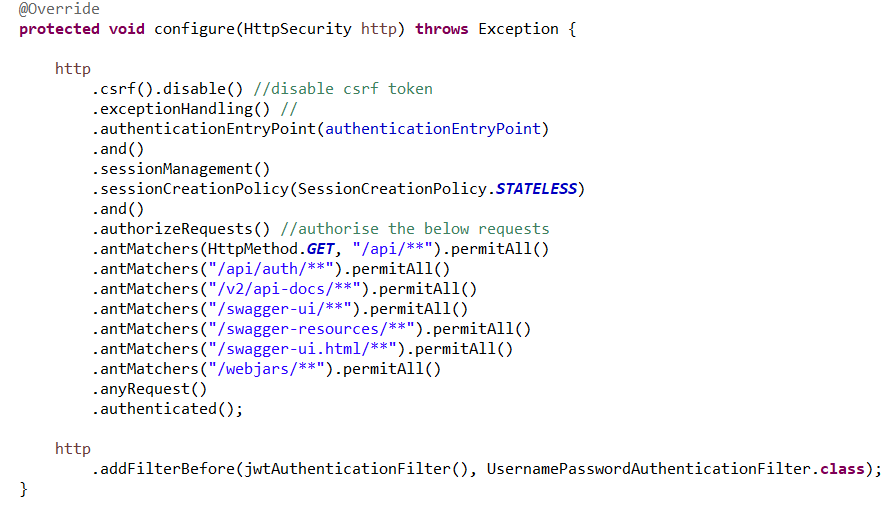 @Override
protected void configure(HttpSecurity http) throws Exception {
http
.csrf().disable() //disable csrf token
.exceptionHandling() //
.authenticationEntryPoint(authenticationEntryPoint)
.and()
.sessionManagement()
.sessionCreationPolicy(SessionCreationPolicy.STATELESS)
.and()
.authorizeRequests() //authorise the below requests
.antMatchers(HttpMethod.GET, "/api/**").permitAll()
.antMatchers("/api/auth/**").permitAll()
.antMatchers("/v2/api-docs/**").permitAll()
.antMatchers("/swagger-ui/**").permitAll()
.antMatchers("/swagger-resources/**").permitAll()
.antMatchers("/swagger-ui.html/**").permitAll()
.antMatchers("/webjars/**").permitAll()
.anyRequest()
.authenticated();
http
.addFilterBefore(jwtAuthenticationFilter(), UsernamePasswordAuthenticationFilter.class);
}